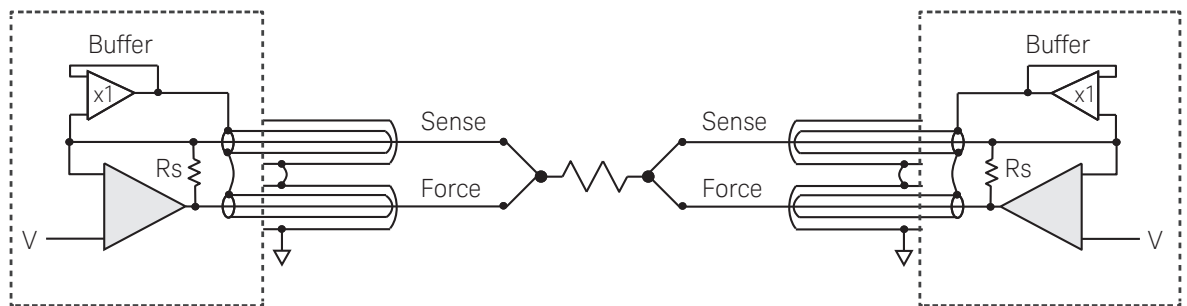 Buffer
Buffer
x1
x1
Sense
Sense
Rs
Rs
Force
Force
V
V